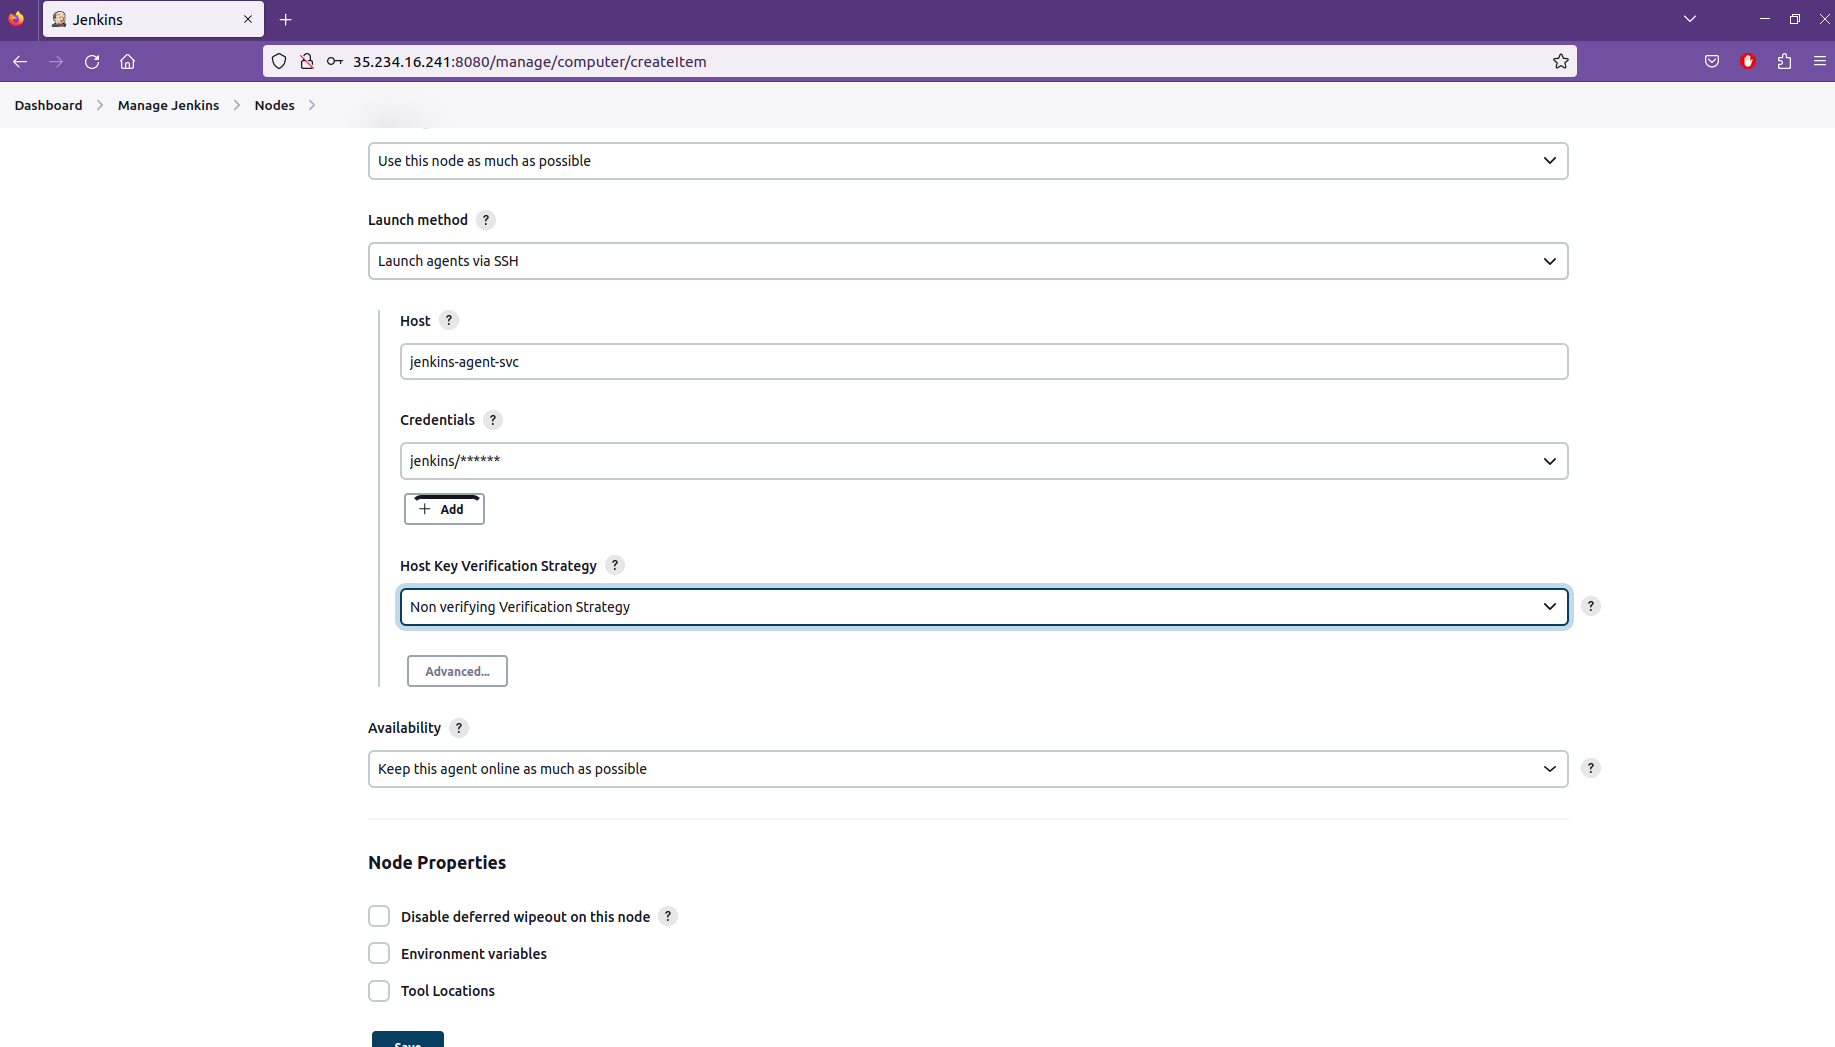 Jenkins
35.234.16.241:8080/manage/computer/createItem
Dashboard Manage Jenkins Nodes
Use this node as much as possible
Launch method ?
Launch agents via SSH
Host ?
jenkins-agent-svc
Credentials ?
jenkins/******
+ Add
Host Key Verification Strategy ?
Non verifying Verification Strategy
?
Advanced...
Availability ?
Keep this agent online as much as possible
?
Node Properties
Disable deferred wipeout on this node ?
Environment variables
Tool Locations
Save